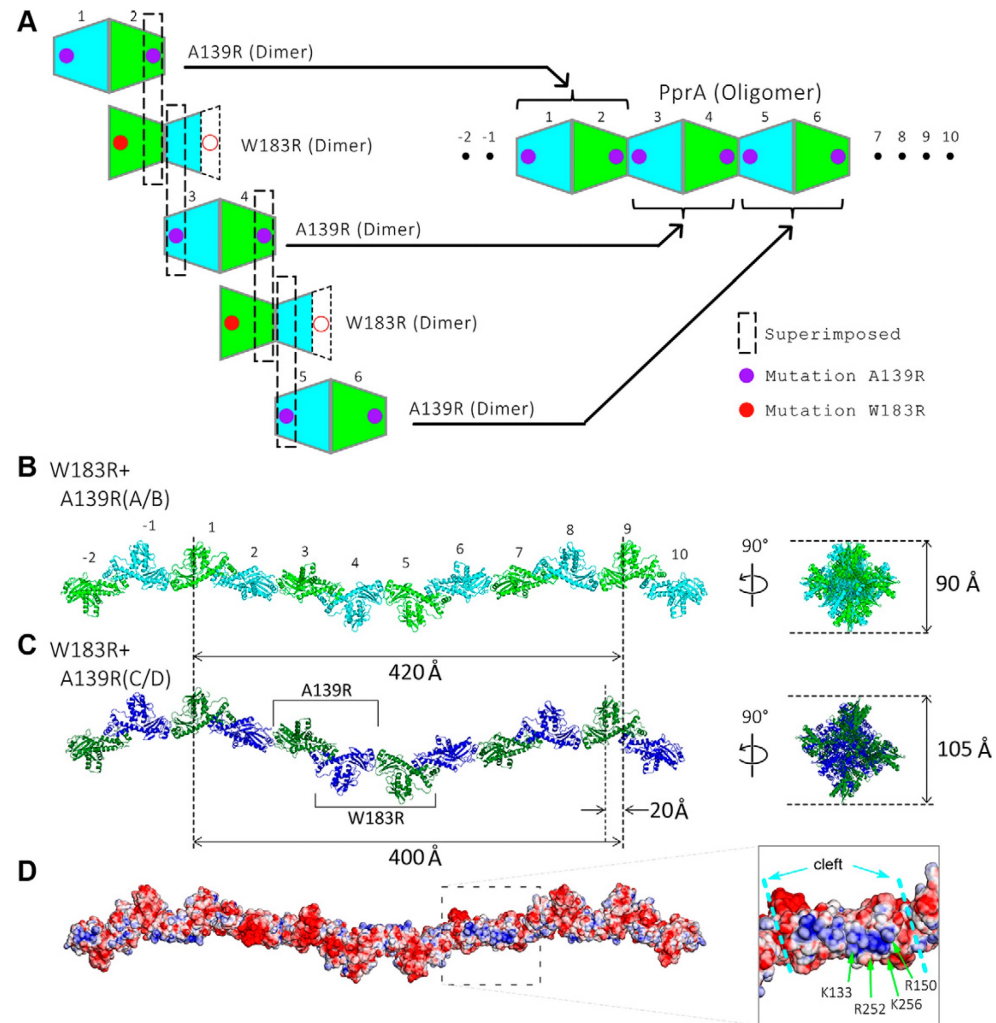 A
1 2
A139R (Dimer)
W183R (Dimer)
3 4
A139R (Dimer)
W183R (Dimer)
5 6
A139R (Dimer)
PprA (Oligomer)
-2 -1 1 2 3 4 5 6 7 8 9 10
Superimposed
Mutation A139R
Mutation W183R
B W183R+
A139R(A/B)
-2 -1 1 2 3 4 5 6 7 8 9 10
90°
90 Å
420 Å
C W183R+
A139R(C/D)
A139R
W183R
90°
105 Å
20Å
400 Å
D
cleft
K133
R252
K256
R150